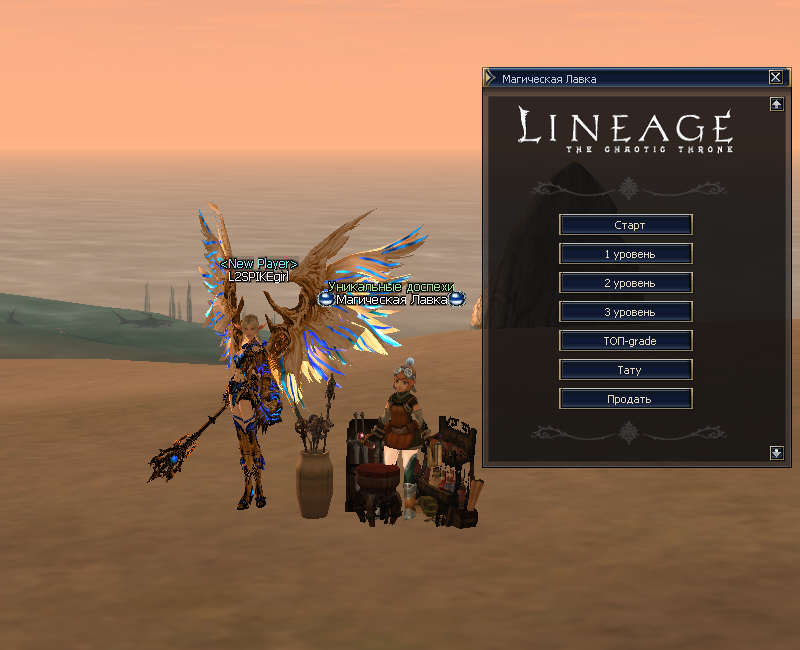 Магическая Лавка
LINEAGE
THE CHAOTIC THRONE
Старт
1 уровень
2 уровень
3 уровень
ТОП-grade
Тату
Продать
<New Player>
L2SPIKEgirl
Уникальные доспехи
Магическая Лавка